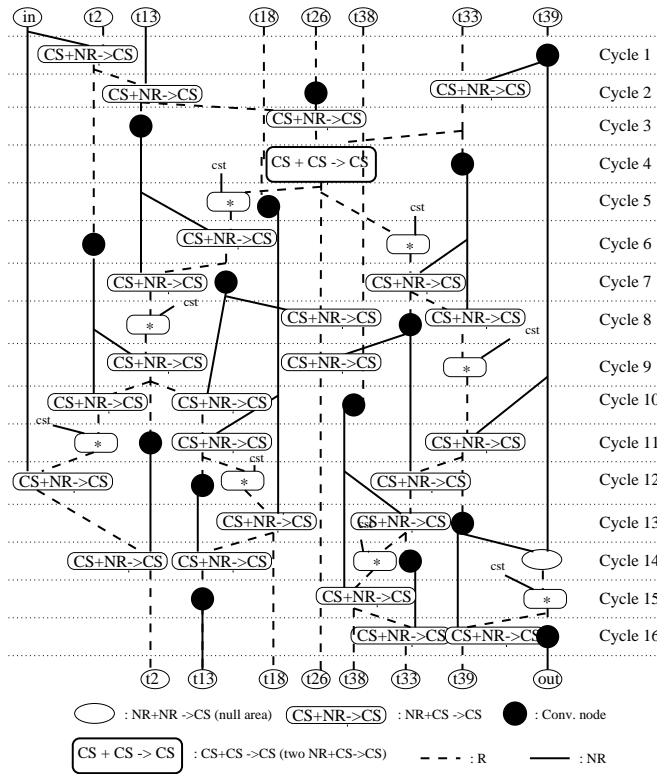 in t2 t13 t18 t26 t38 t33 t39
CS+NR->CS Cycle 1
CS+NR->CS CS+NR->CS Cycle 2
CS+NR->CS Cycle 3
CS + CS -> CS Cycle 4
cst
* Cycle 5
cst
CS+NR->CS * Cycle 6
CS+NR->CS CS+NR->CS Cycle 7
cst
* CS+NR->CS CS+NR->CS Cycle 8
cst
CS+NR->CS CS+NR->CS * Cycle 9
CS+NR->CS CS+NR->CS Cycle 10
cst
* CS+NR->CS CS+NR->CS Cycle 11
cst
CS+NR->CS * CS+NR->CS Cycle 12
CS+NR->CS CS+NR->CS Cycle 13
cst
CS+NR->CS CS+NR->CS * Cycle 14
cst
CS+NR->CS * Cycle 15
CS+NR->CS CS+NR->CS Cycle 16
t2 t13 t18 t26 t38 t33 t39 out
: NR+NR ->CS (null area) CS+NR->CS : NR+CS ->CS : Conv. node
CS + CS -> CS : CS+CS ->CS (two NR+CS->CS) : R : NR